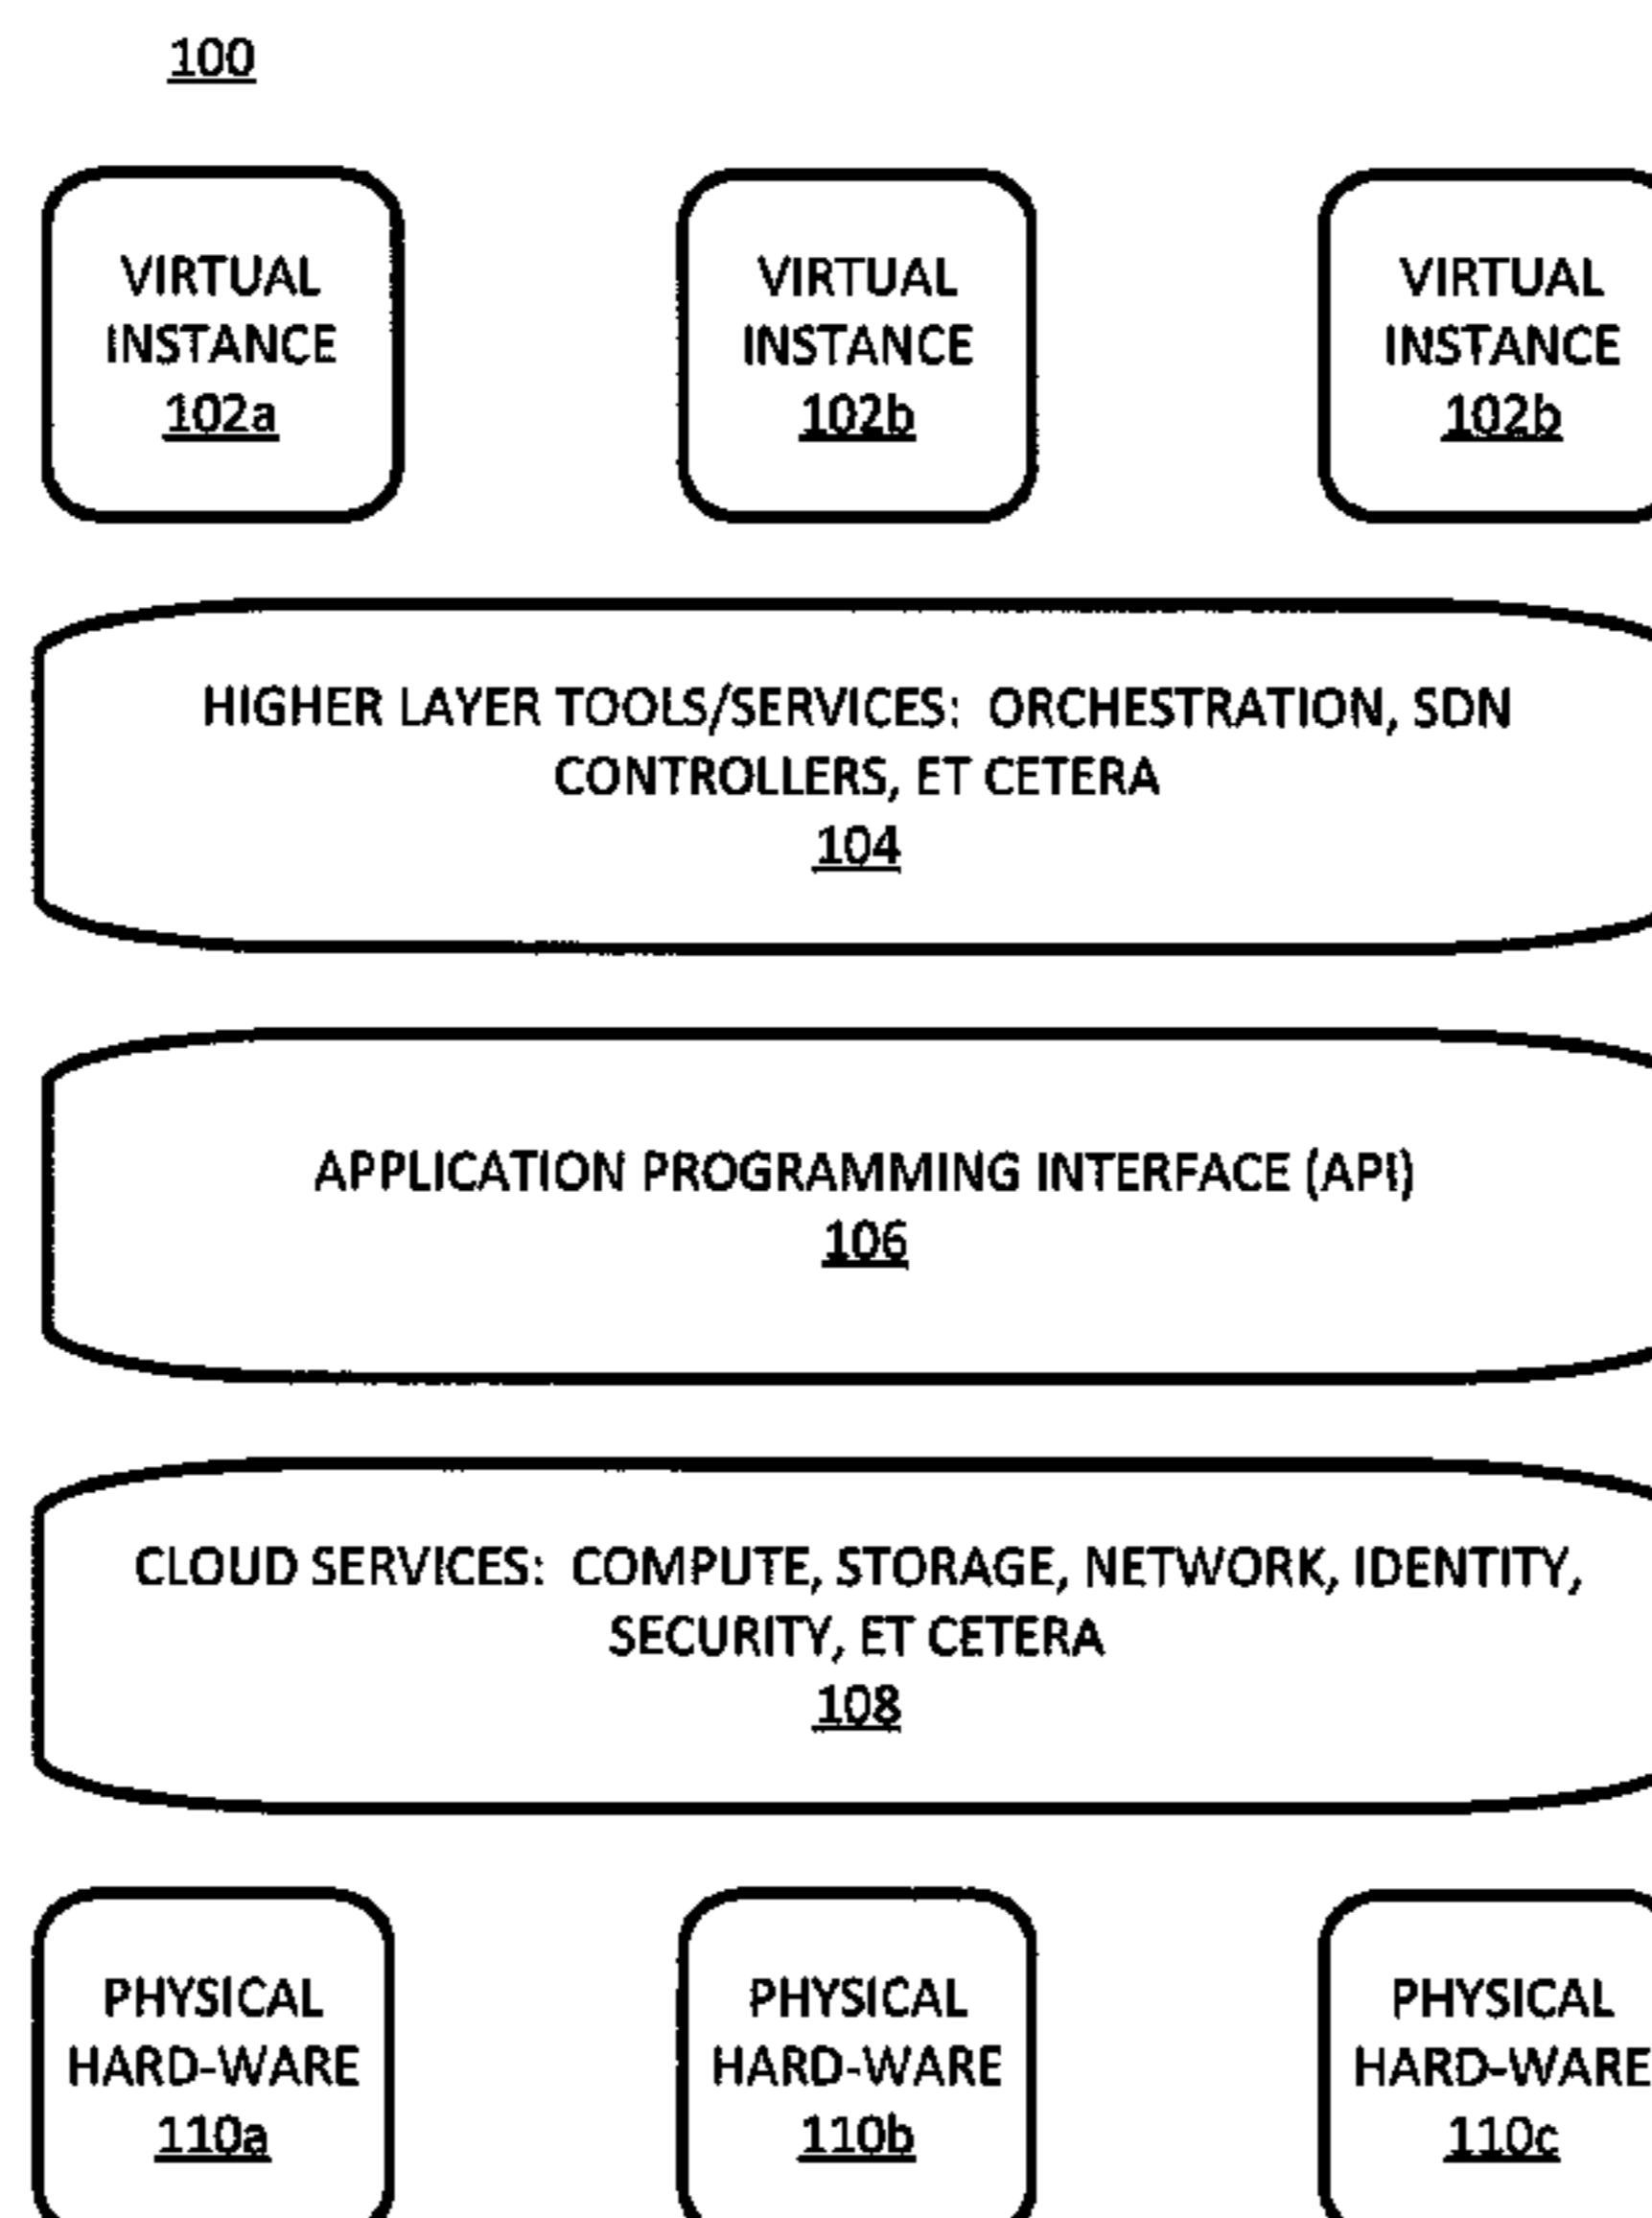 100
VIRTUAL
INSTANCE
102a
VIRTUAL
INSTANCE
102b
VIRTUAL
INSTANCE
102b
HIGHER LAYER TOOLS/SERVICES: ORCHESTRATION, SDN
CONTROLLERS, ET CETERA
104
APPLICATION PROGRAMMING INTERFACE (API)
106
CLOUD SERVICES: COMPUTE, STORAGE, NETWORK, IDENTITY,
SECURITY, ET CETERA
108
PHYSICAL
HARD-WARE
110a
PHYSICAL
HARD-WARE
110b
PHYSICAL
HARD-WARE
110c